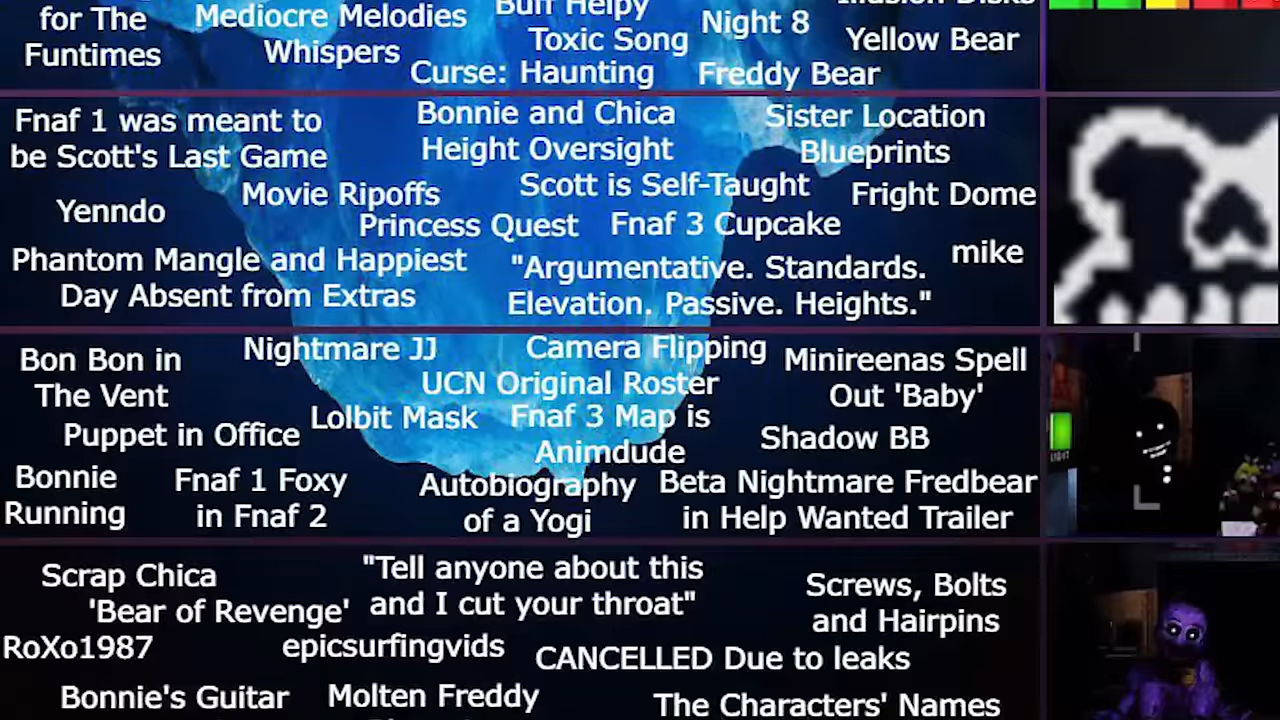 for The
Funtimes
Mediocre Melodies
Whispers
Buff Helpy
Toxic Song
Curse: Haunting
Night 8
Illusion Disks
Yellow Bear
Freddy Bear
Fnaf 1 was meant to
be Scott's Last Game
Bonnie and Chica
Height Oversight
Sister Location
Blueprints
Yenndo
Movie Ripoffs
Scott is Self-Taught
Fright Dome
Princess Quest
Fnaf 3 Cupcake
mike
Phantom Mangle and Happiest
Day Absent from Extras
"Argumentative. Standards.
Elevation. Passive. Heights."
Bon Bon in
The Vent
Nightmare JJ
Camera Flipping
UCN Original Roster
Minireenas Spell
Out 'Baby'
Puppet in Office
Lolbit Mask
Fnaf 3 Map is
Animdude
Shadow BB
Bonnie
Running
Fnaf 1 Foxy
in Fnaf 2
Autobiography
of a Yogi
Beta Nightmare Fredbear
in Help Wanted Trailer
LIGHT
Scrap Chica
'Bear of Revenge'
"Tell anyone about this
and I cut your throat"
Screws, Bolts
and Hairpins
RoXo1987
epicsurfingvids
CANCELLED Due to leaks
Bonnie's Guitar
Molten Freddy
The Characters' Names